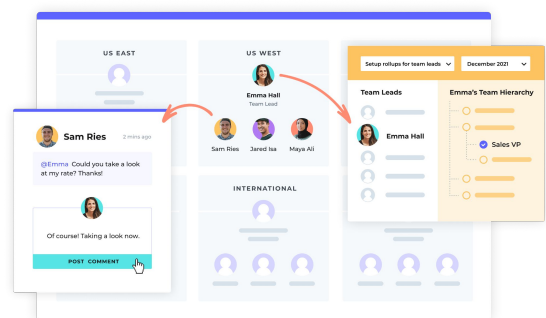 US EAST
US WEST
Emma Hall
Team Lead
Sam Ries
Jared Isa
Maya Ali
INTERNATIONAL
Sam Ries
2 mins ago
@Emma Could you take a look
at my rate? Thanks!
Of course! Taking a look now.
POST COMMENT
Setup rollups for team leads
December 2021
Team Leads
Emma's Team Hierarchy
Emma Hall
Sales VP